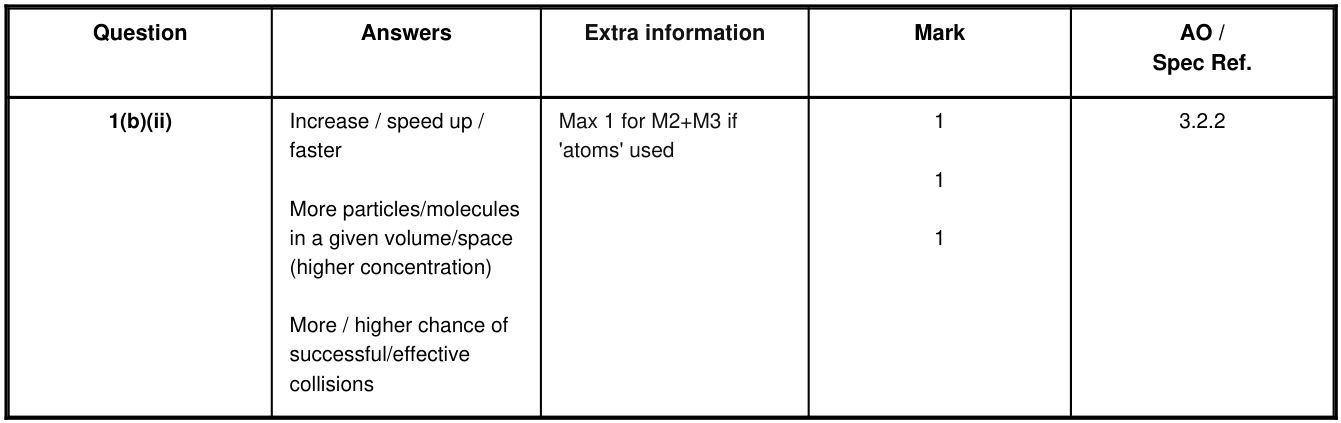 Question Answers Extra information Mark AO /
Spec Ref.
1(b)(ii) Increase / speed up / Max 1 for M2+M3 if 1 3.2.2
faster 'atoms' used
1
More particles/molecules
in a given volume/space 1
(higher concentration)
More / higher chance of
successful/effective
collisions